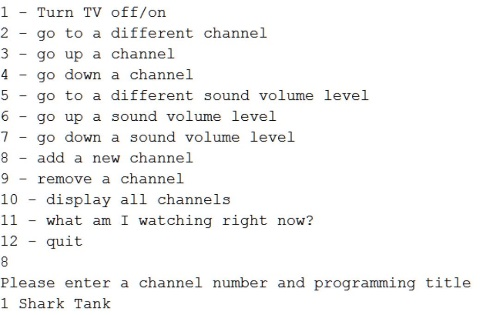 1 - Turn TV off/on
2 - go to a different channel
3 - go up a channel
4 - go down a channel
5 - go to a different sound volume level
6 - go up a sound volume level
7 - go down a sound volume level
8 - add a new channel
9 - remove a channel
10 - display all channels
11 - what am I watching right now?
12 - quit
8
Please enter a channel number and programming title
1 Shark Tank